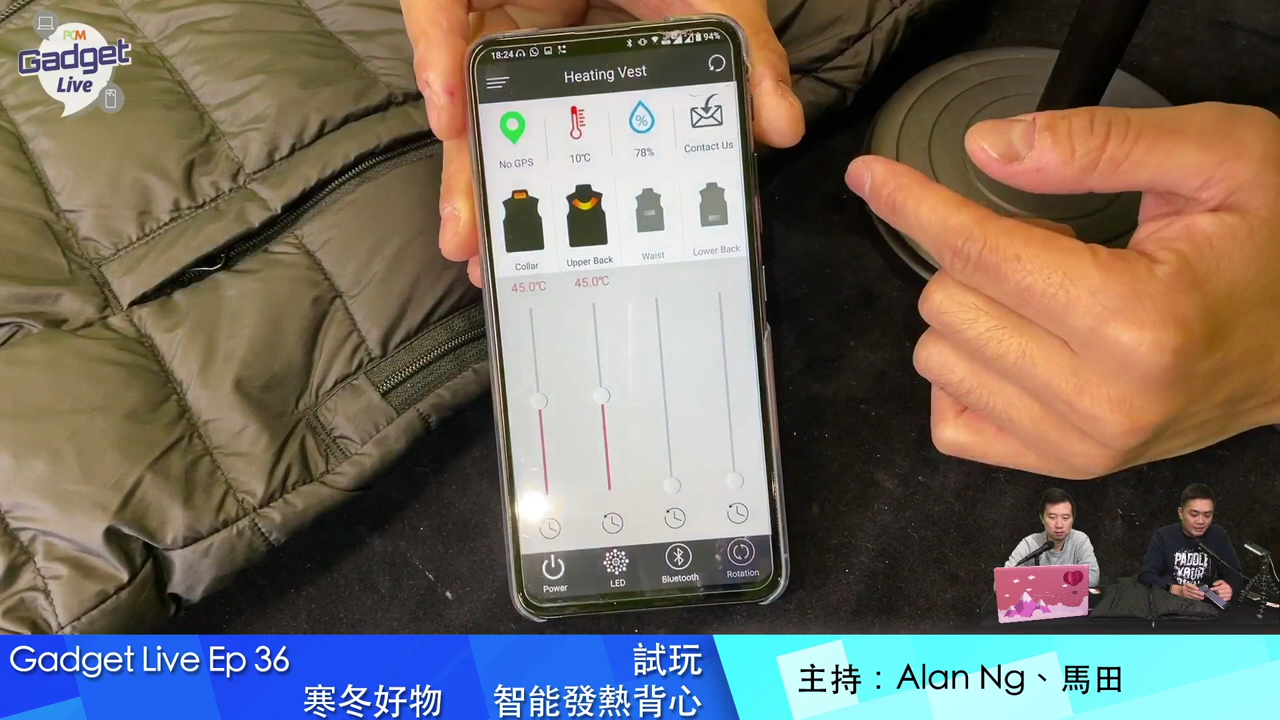 PCM
Gadget
Live
18:24
94%
Heating Vest
No GPS
10℃
78%
Contact Us
Collar
Upper Back
Waist
Lower Back
45.0℃
45.0℃
Power
LED
Bluetooth
Rotation
PADDLE
YOUR
Gadget Live Ep 36
寒冬好物
試玩
智能發熱背心
主持：Alan Ng、馬田